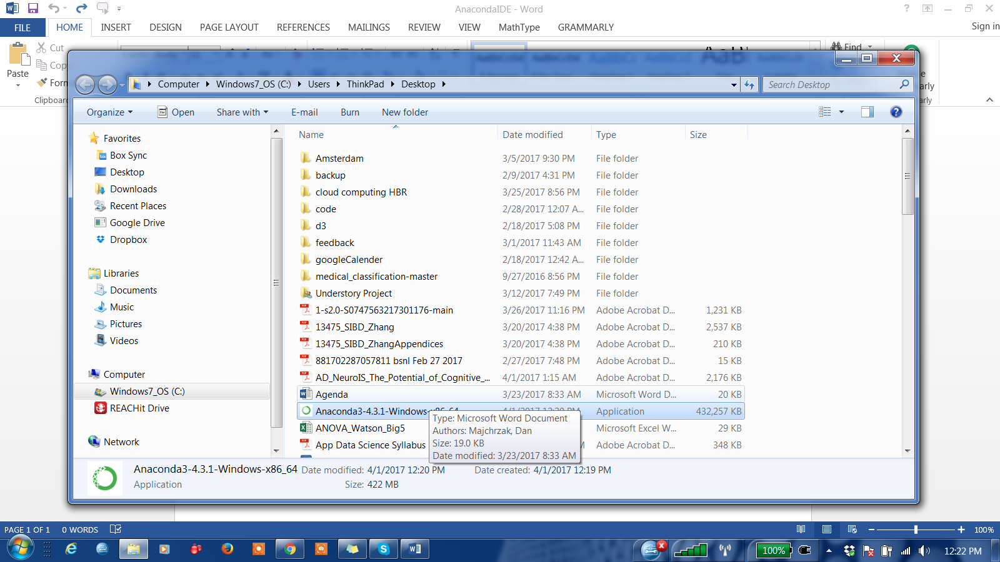 AnacondaIDE - Word
FILE HOME INSERT DESIGN PAGE LAYOUT REFERENCES MAILINGS REVIEW VIEW MathType GRAMMARLY Sign in
Cut
Copy
Paste
Clipboard
Find
Computer Windows7_OS (C:) Users ThinkPad Desktop
Search Desktop
Organize Open Share with E-mail Burn New folder
Favorites
Box Sync
Desktop
Downloads
Recent Places
Google Drive
Dropbox
Libraries
Documents
Music
Pictures
Videos
Computer
Windows7_OS (C:)
REACHit Drive
Network
Name Date modified Type Size
Amsterdam 3/5/2017 9:30 PM File folder
backup 2/9/2017 4:31 PM File folder
cloud computing HBR 3/25/2017 8:56 PM File folder
code 2/28/2017 12:07 A... File folder
d3 2/18/2017 5:08 PM File folder
feedback 3/1/2017 11:43 AM File folder
googleCalender 2/18/2017 12:42 A... File folder
medical_classification-master 9/27/2016 8:56 PM File folder
Understory Project 3/12/2017 7:49 PM File folder
1-s2.0-S0747563217301176-main 3/26/2017 11:16 PM Adobe Acrobat D... 1,231 KB
13475_SIBD_Zhang 3/20/2017 4:38 PM Adobe Acrobat D... 2,537 KB
13475_SIBD_ZhangAppendices 3/20/2017 4:38 PM Adobe Acrobat D... 210 KB
881702287057811 bsnl Feb 27 2017 2/27/2017 7:48 PM Adobe Acrobat D... 15 KB
AD_NeuroIS_The_Potential_of_Cognitive_... 4/1/2017 1:15 AM Adobe Acrobat D... 2,176 KB
Agenda 3/23/2017 8:33 AM Microsoft Word D... 20 KB
Anaconda3-4.3.1-Windows-x86_64 4/1/2017 12:20 PM Application 432,257 KB
ANOVA_Watson_Big5 Microsoft Excel W... 29 KB
App Data Science Syllabus Adobe Acrobat D... 348 KB
Type: Microsoft Word Document
Authors: Majchrzak, Dan
Size: 19.0 KB
Date modified: 3/23/2017 8:33 AM
Anaconda3-4.3.1-Windows-x86_64 Date modified: 4/1/2017 12:20 PM Date created: 4/1/2017 12:19 PM
Application Size: 422 MB
PAGE 1 OF 1 0 WORDS 100%
100% 12:22 PM